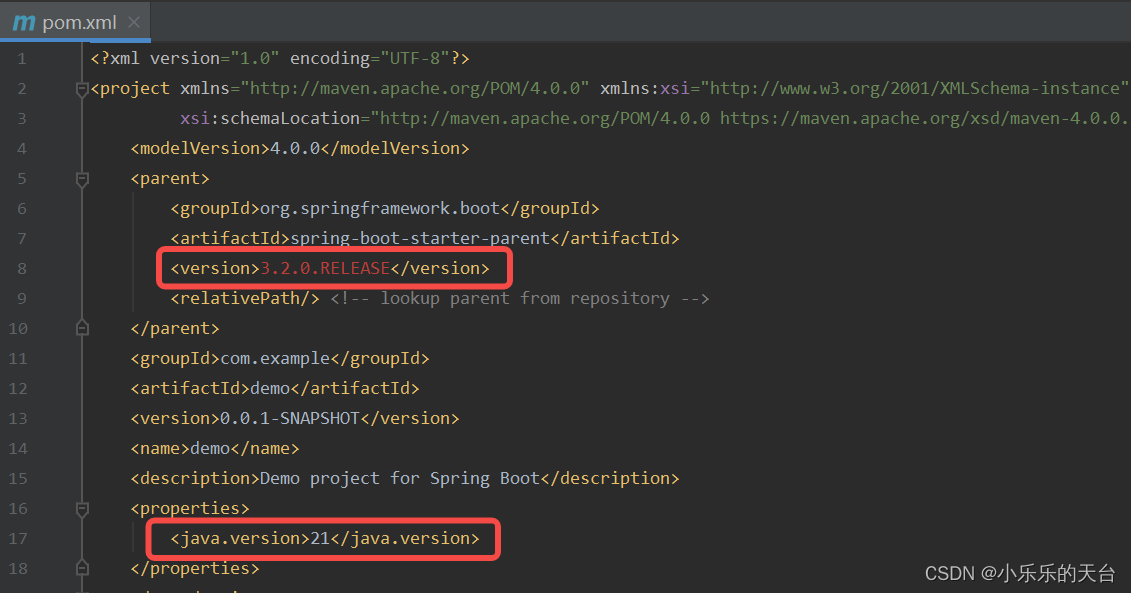 pom.xml
1 <?xml version="1.0" encoding="UTF-8"?>
2 <project xmlns="http://maven.apache.org/POM/4.0.0" xmlns:xsi="http://www.w3.org/2001/XMLSchema-instance"
3 xsi:schemaLocation="http://maven.apache.org/POM/4.0.0 https://maven.apache.org/xsd/maven-4.0.0.
4 <modelVersion>4.0.0</modelVersion>
5 <parent>
6 <groupId>org.springframework.boot</groupId>
7 <artifactId>spring-boot-starter-parent</artifactId>
8 <version>3.2.0.RELEASE</version>
9 <relativePath/> <!-- lookup parent from repository -->
10 </parent>
11 <groupId>com.example</groupId>
12 <artifactId>demo</artifactId>
13 <version>0.0.1-SNAPSHOT</version>
14 <name>demo</name>
15 <description>Demo project for Spring Boot</description>
16 <properties>
17 <java.version>21</java.version>
18 </properties>
CSDN @小乐乐的天台